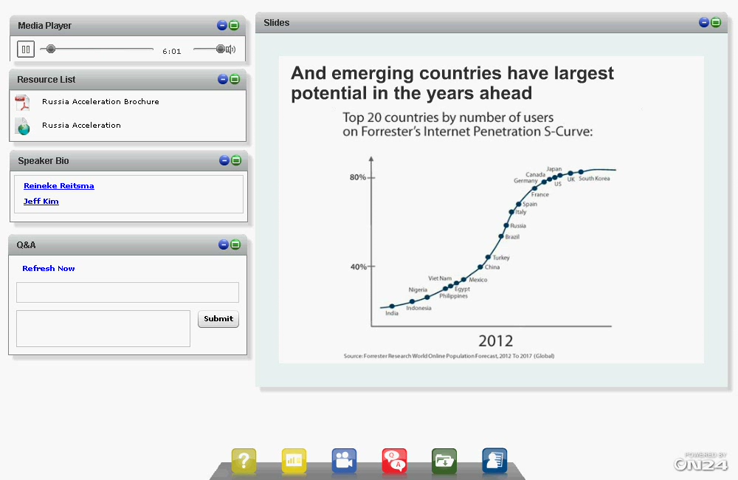 Media Player
6:01
Resource List
Russia Acceleration Brochure
Russia Acceleration
Speaker Bio
Reineke Reitsma
Jeff Kim
Q&A
Refresh Now
Submit
Slides
And emerging countries have largest
potential in the years ahead
Top 20 countries by number of users
on Forrester's Internet Penetration S-Curve:
80%
40%
Japan
Canada
Germany
US
UK
South Korea
France
Spain
Italy
Russia
Brazil
Turkey
China
Mexico
Viet Nam
Egypt
Philippines
Nigeria
Indonesia
India
2012
Source: Forrester Research World Online Population Forecast, 2012 To 2017 (Global)
?
Q
A
POWERED BY
ON24